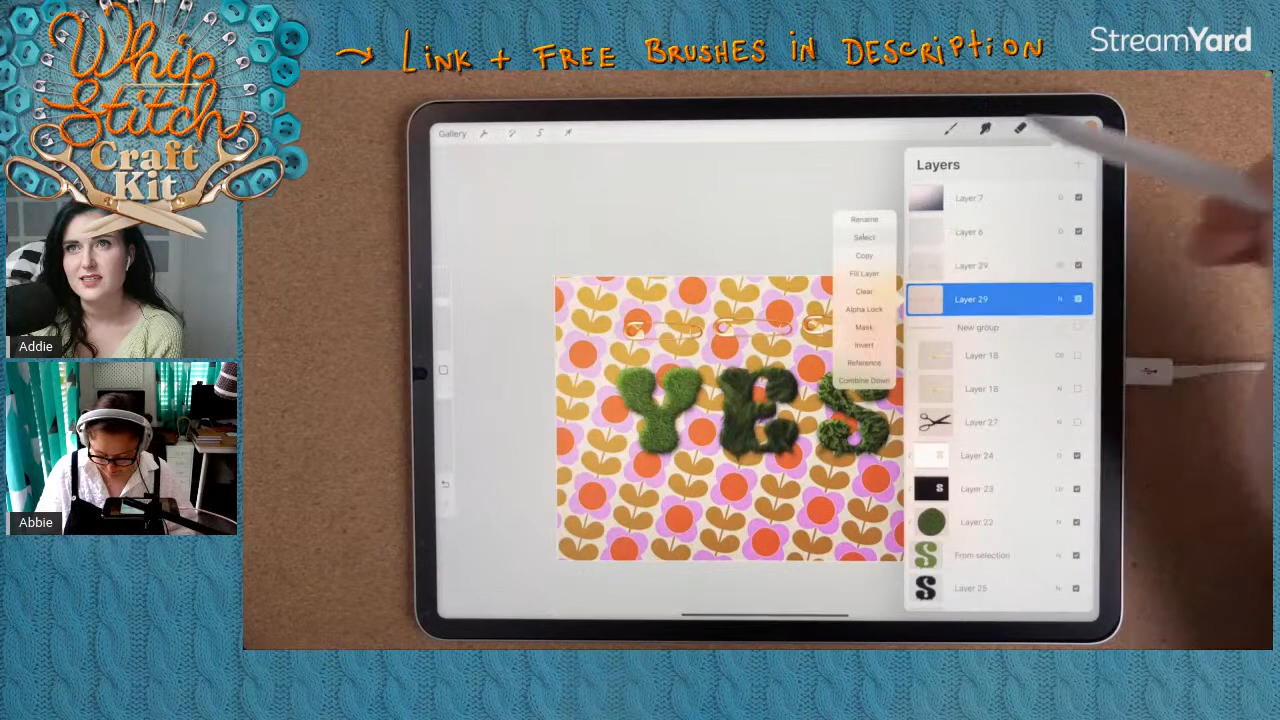 → Link + FREE BRUSHES in DEScRiPtiON
StreamYard
Whip
Stitch
Craft
Kit
Addie
Abbie
Gallery
Layers
Layer 7
Layer 6
Layer 29
Layer 29 N
New group
Layer 18
Layer 18 N
Layer 27
Layer 24
Layer 23
Layer 22 N
From selection
Layer 25
Rename
Select
Copy
Fill Layer
Clear
Alpha Lock
Mask
Invert
Reference
Combine Down
YES
S
S